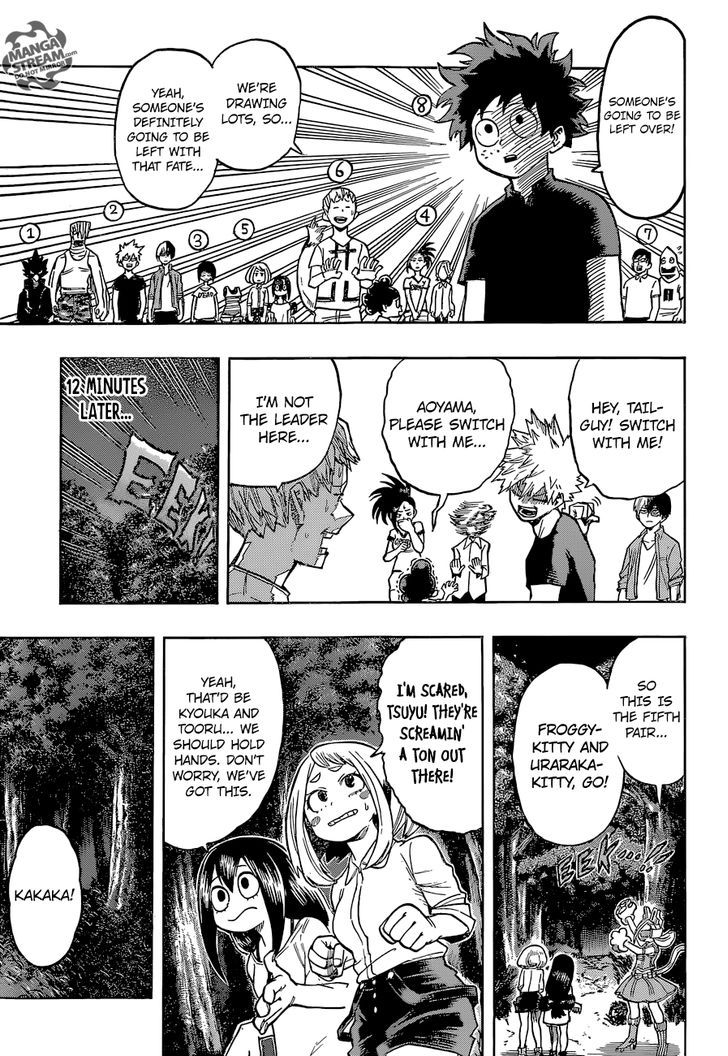 MANGA
STREAM.com
DO NOT MIRROR
SOMEONE'S
GOING TO BE
LEFT OVER!
WE'RE
DRAWING
LOTS, SO...
YEAH,
SOMEONE'S
DEFINITELY
GOING TO BE
LEFT WITH
THAT FATE...
①
②
③
⑤
⑥
④
⑧
⑦
HEY, TAIL-
GUY! SWITCH
WITH ME!
AOYAMA,
PLEASE SWITCH
WITH ME...
I'M NOT
THE LEADER
HERE...
12 MINUTES
LATER...
EEK
SO
THIS IS
THE FIFTH
PAIR...
FROGGY-
KITTY AND
URARAKA-
KITTY, GO!
EEK
I'M SCARED,
TSUYU! THEY'RE
SCREAMIN'
A TON OUT
THERE!
YEAH,
THAT'D BE
KYOUKA AND
TOORU... WE
SHOULD HOLD
HANDS. DON'T
WORRY, WE'VE
GOT THIS.
KAKAKA!